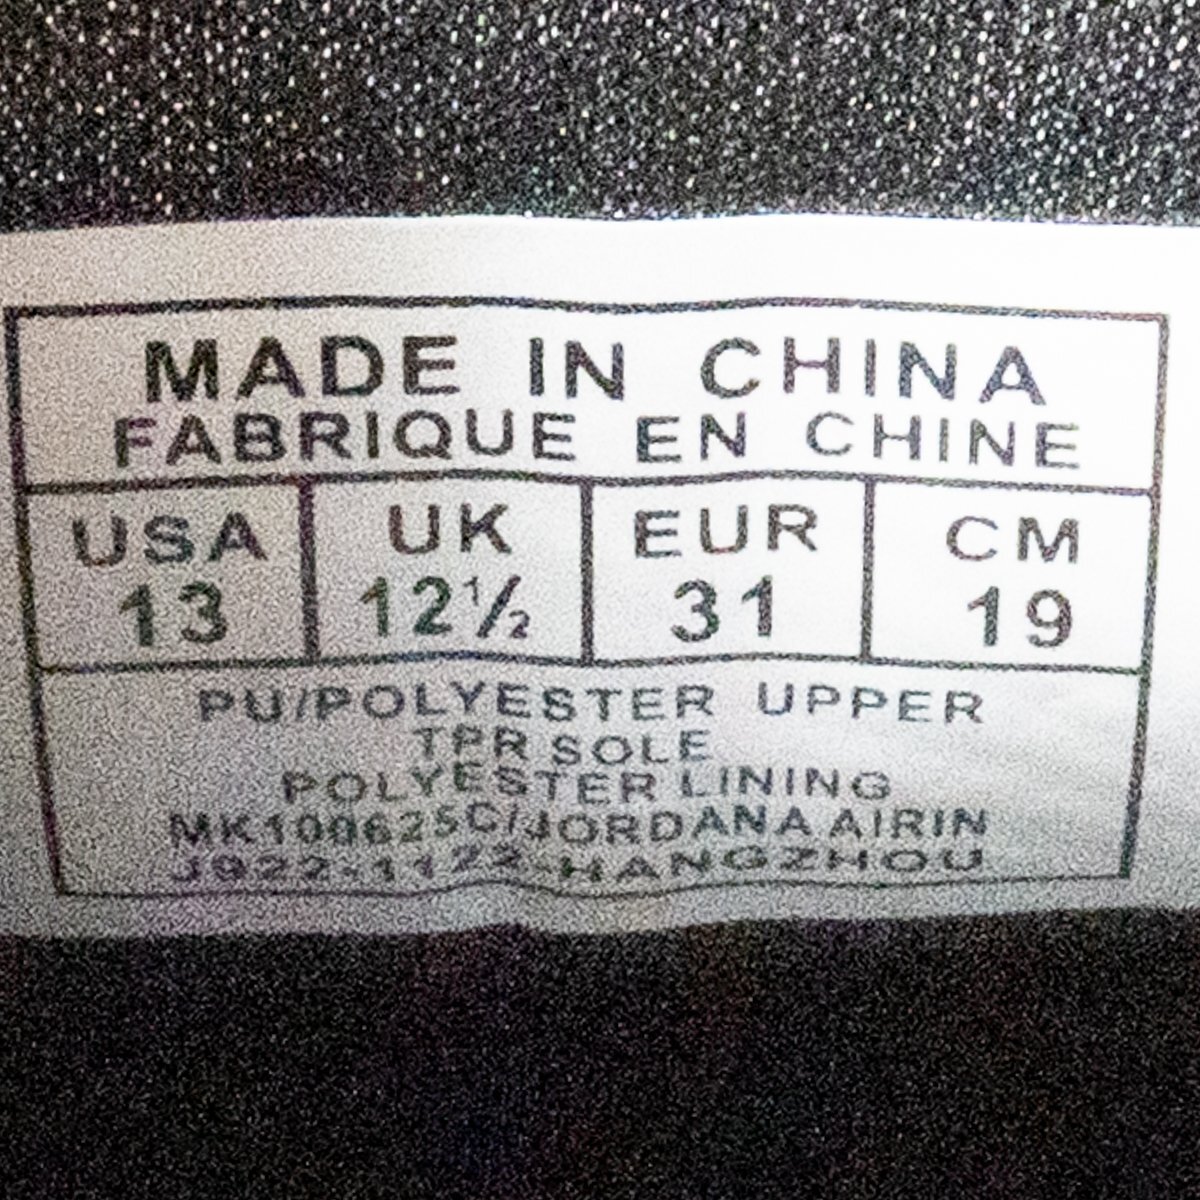 MADE IN CHINA
FABRIQUE EN CHINE
USA UK EUR CM
13 12½ 31 19
PU/POLYESTER UPPER
TPR SOLE
POLYESTER LINING
MK100625C/JORDANA AIRIN
J922-1122-HANGZHOU